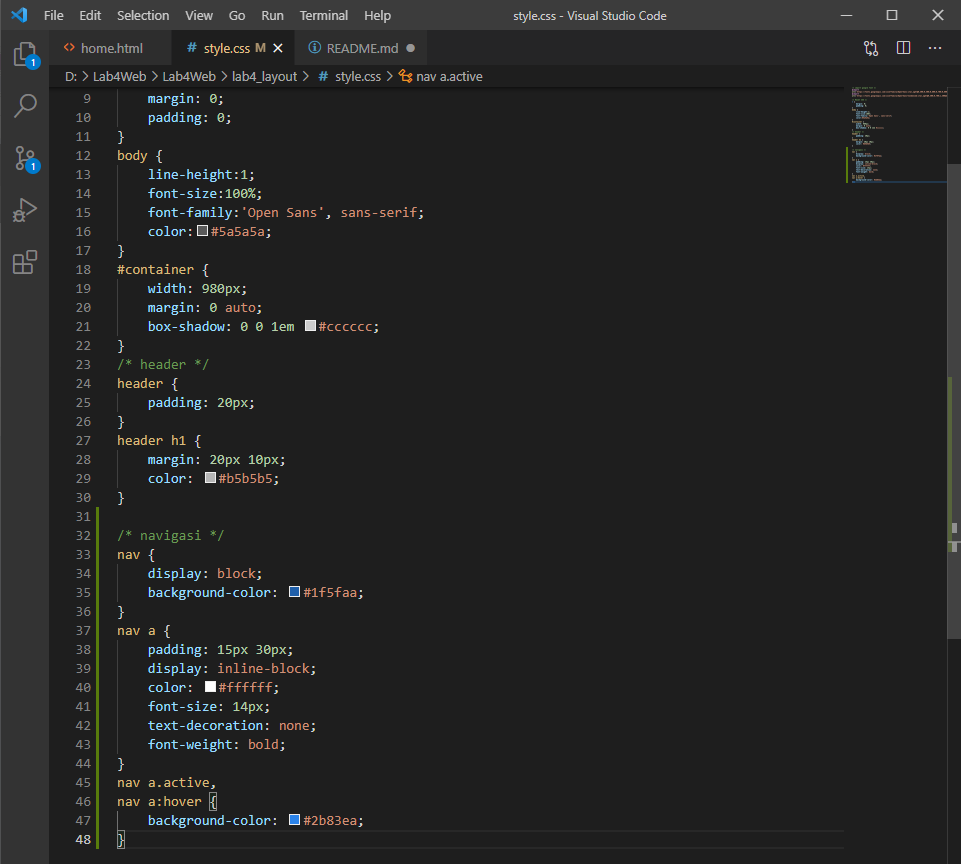 File Edit Selection View Go Run Terminal Help style.css - Visual Studio Code
<> home.html # style.css M README.md
D: > Lab4Web > Lab4Web > lab4_layout > # style.css > nav a.active
1
1
9 margin: 0;
10 padding: 0;
11 }
12 body {
13 line-height:1;
14 font-size:100%;
15 font-family:'Open Sans', sans-serif;
16 color:#5a5a5a;
17 }
18 #container {
19 width: 980px;
20 margin: 0 auto;
21 box-shadow: 0 0 1em #cccccc;
22 }
23 /* header */
24 header {
25 padding: 20px;
26 }
27 header h1 {
28 margin: 20px 10px;
29 color: #b5b5b5;
30 }
31
32 /* navigasi */
33 nav {
34 display: block;
35 background-color: #1f5faa;
36 }
37 nav a {
38 padding: 15px 30px;
39 display: inline-block;
40 color: #ffffff;
41 font-size: 14px;
42 text-decoration: none;
43 font-weight: bold;
44 }
45 nav a.active,
46 nav a:hover {
47 background-color: #2b83ea;
48 }